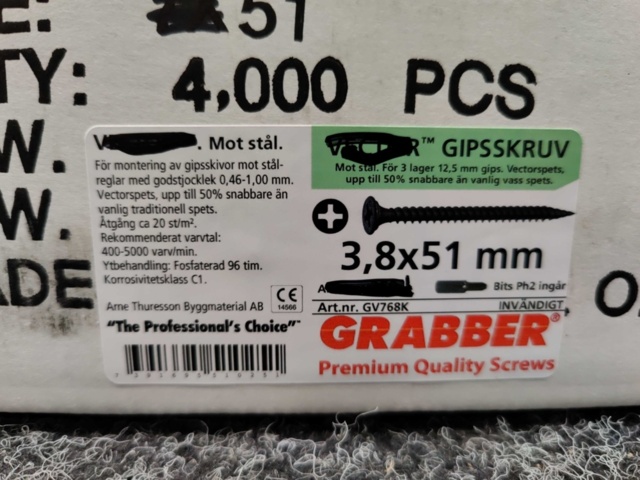 51
4,000 PCS
W.
W.
Mot stål.
För montering av gipsskivor mot stål-
reglar med godstjocklek 0,46-1,00 mm.
Vectorspets, upp till 50% snabbare än
vanlig traditionell spets.
Åtgång ca 20 st/m².
Rekommenderat varvtal:
400-5000 varv/min.
Ytbehandling: Fosfaterad 96 tim.
Korrosivitetsklass C1.
Arne Thuresson Byggmaterial AB
CE
14566
"The Professional's Choice"™
™ GIPSSKRUV
Mot stål. För 3 lager 12,5 mm gips. Vectorspets,
upp till 50% snabbare än vanlig vass spets.
3,8x51 mm
Bits Ph2 ingår
Art.nr. GV768K
INVÄNDIGT
GRABBER®
Premium Quality Screws